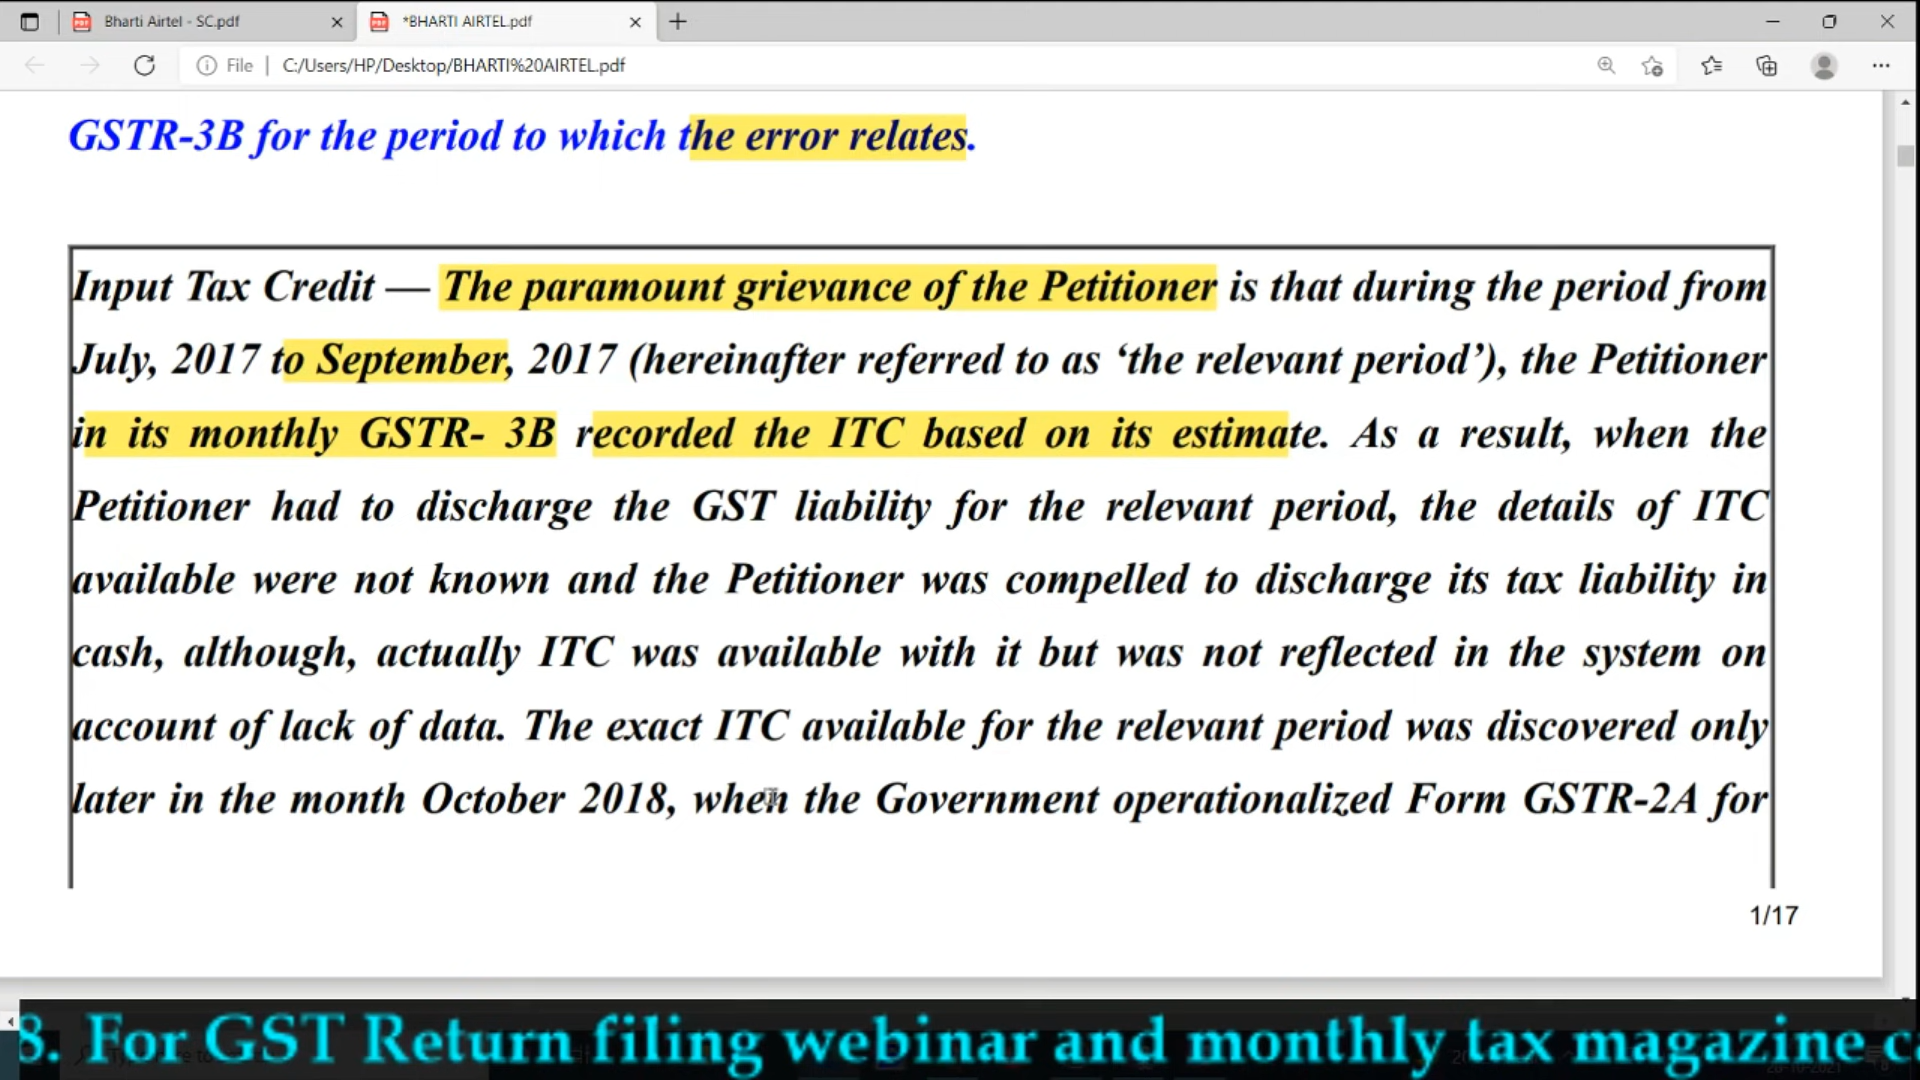 Bharti Airtel - SC.pdf
*BHARTI AIRTEL.pdf
File
C:/Users/HP/Desktop/BHARTI%20AIRTEL.pdf
GSTR-3B for the period to which the error relates.
Input Tax Credit — The paramount grievance of the Petitioner is that during the period from
July, 2017 to September, 2017 (hereinafter referred to as ‘the relevant period’), the Petitioner
in its monthly GSTR- 3B recorded the ITC based on its estimate. As a result, when the
Petitioner had to discharge the GST liability for the relevant period, the details of ITC
available were not known and the Petitioner was compelled to discharge its tax liability in
cash, although, actually ITC was available with it but was not reflected in the system on
account of lack of data. The exact ITC available for the relevant period was discovered only
later in the month October 2018, when the Government operationalized Form GSTR-2A for
1/17
8. For GST Return filing webinar and monthly tax magazine